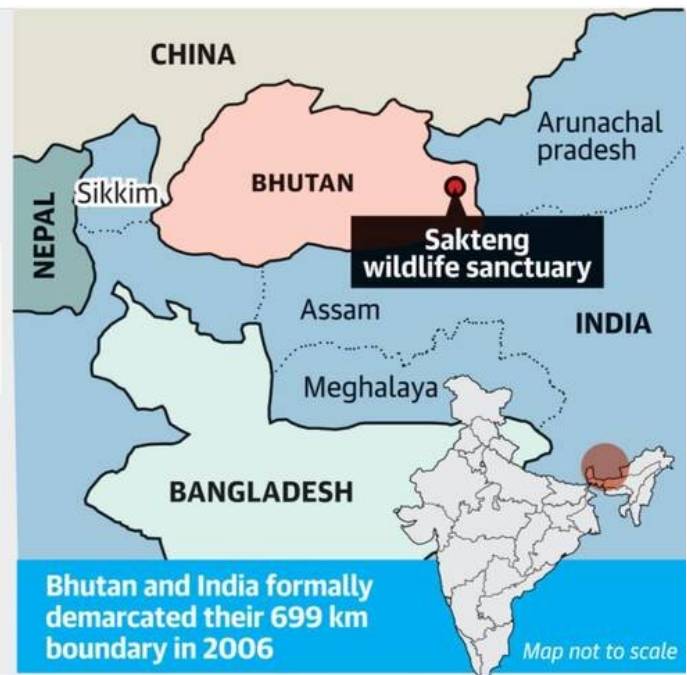 CHINA
Arunachal
pradesh
BHUTAN
Sikkim
NEPAL
Sakteng
wildlife sanctuary
Assam
INDIA
Meghalaya
BANGLADESH
Bhutan and India formally
demarcated their 699 km
boundary in 2006
Map not to scale